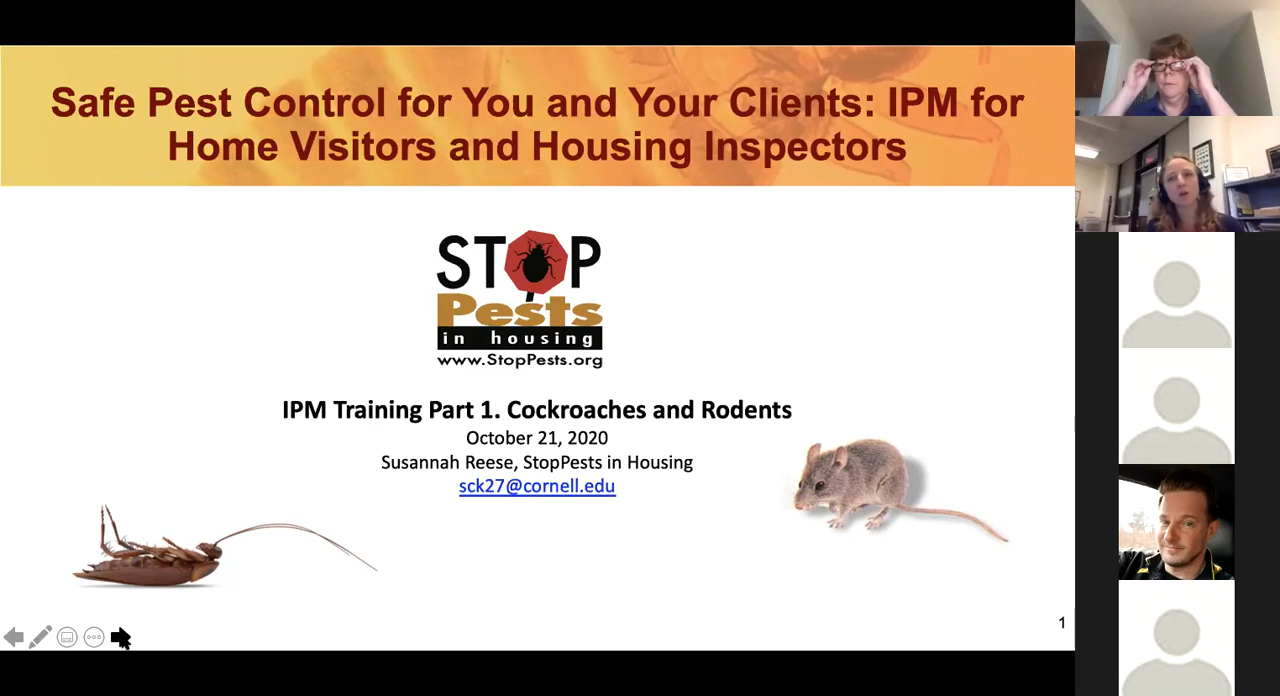 Safe Pest Control for You and Your Clients: IPM for
Home Visitors and Housing Inspectors
STOP
Pests
in housing
www.StopPests.org
IPM Training Part 1. Cockroaches and Rodents
October 21, 2020
Susannah Reese, StopPests in Housing
sck27@cornell.edu
1